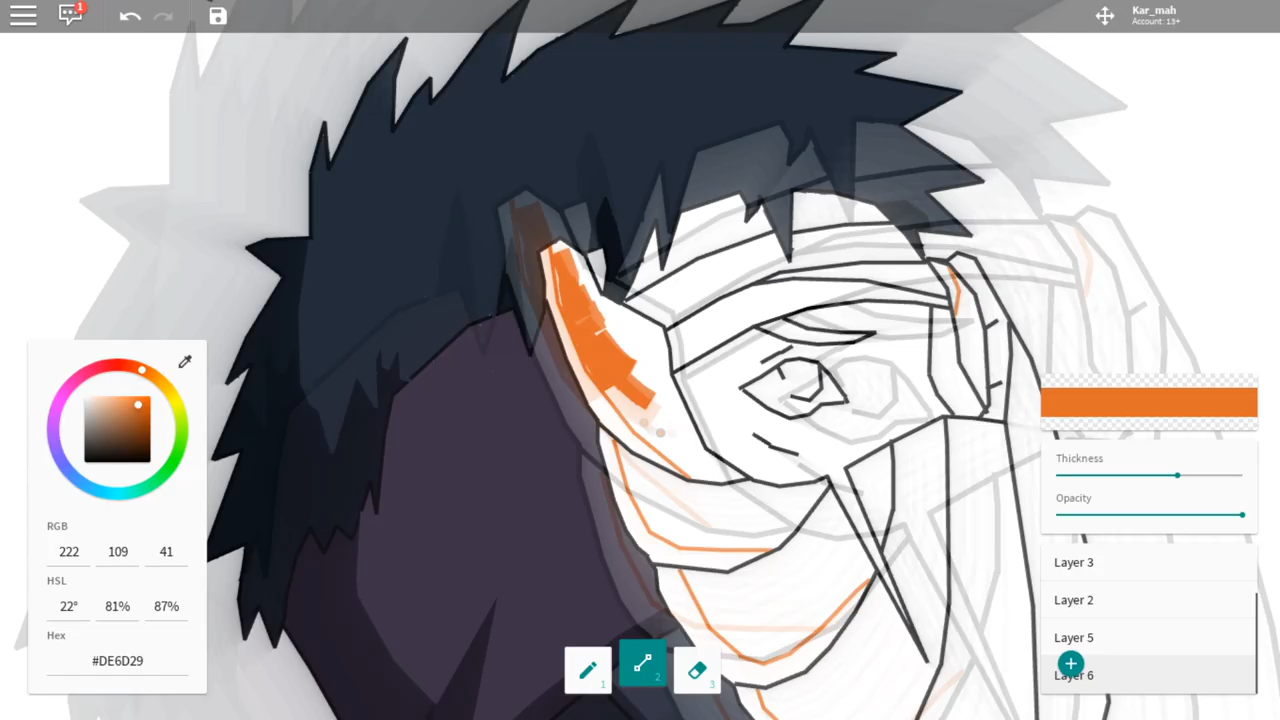 1
Kar_mah
Account: 13+
RGB
222 109 41
HSL
22° 81% 87%
Hex
#DE6D29
1
2
3
Thickness
Opacity
Layer 3
Layer 2
Layer 5
Layer 6